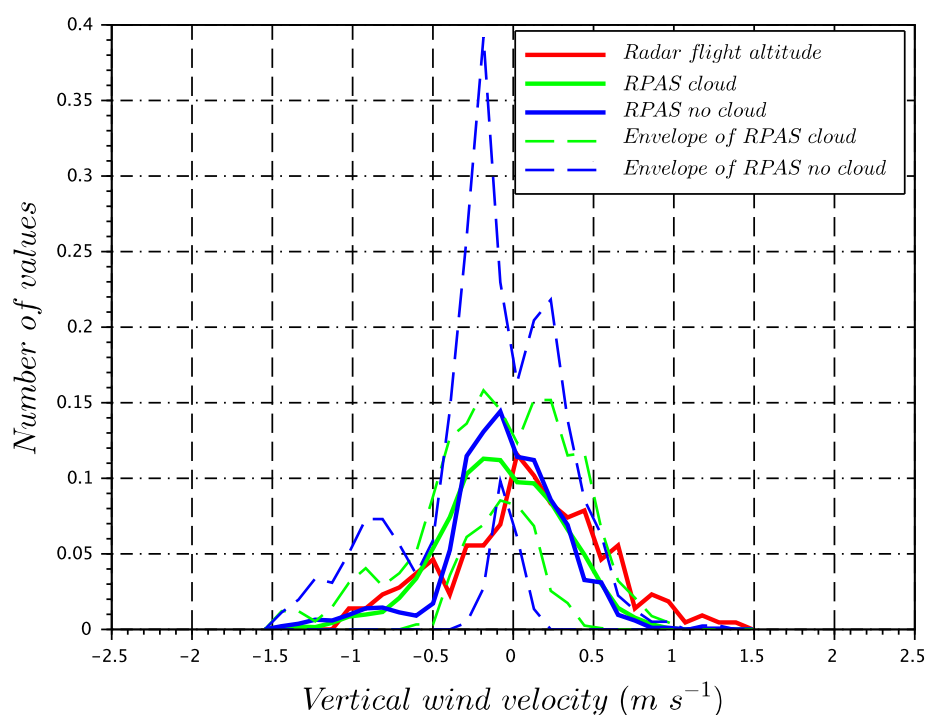 0.4
0.35
0.3
0.25
0.2
0.15
0.1
0.05
0
Number of values
Radar flight altitude
RPAS cloud
RPAS no cloud
Envelope of RPAS cloud
Envelope of RPAS no cloud
−2.5 −2 −1.5 −1 −0.5 0 0.5 1 1.5 2 2.5
Vertical wind velocity (m s⁻¹)